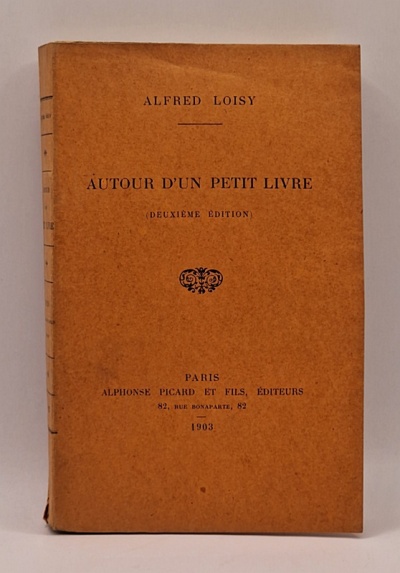 ALFRED LOISY
AUTOUR D'UN PETIT LIVRE
(DEUXIÈME ÉDITION)
PARIS
ALPHONSE PICARD ET FILS, ÉDITEURS
82, RUE BONAPARTE, 82
1903